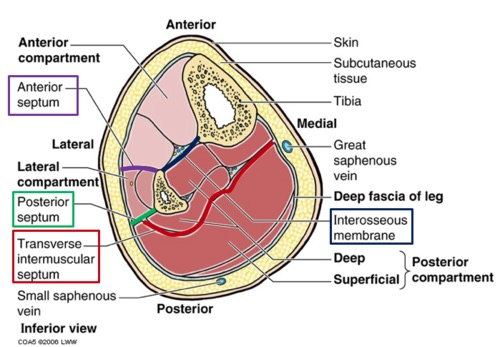 Anterior
Anterior
compartment
Anterior
septum
Lateral
Lateral
compartment
Posterior
septum
Transverse
intermuscular
septum
Small saphenous
vein
Inferior view
COA5 ©2006 LWW
Posterior
Skin
Subcutaneous
tissue
Tibia
Medial
Great
saphenous
vein
Deep fascia of leg
Interosseous
membrane
Deep
Superficial
Posterior
compartment